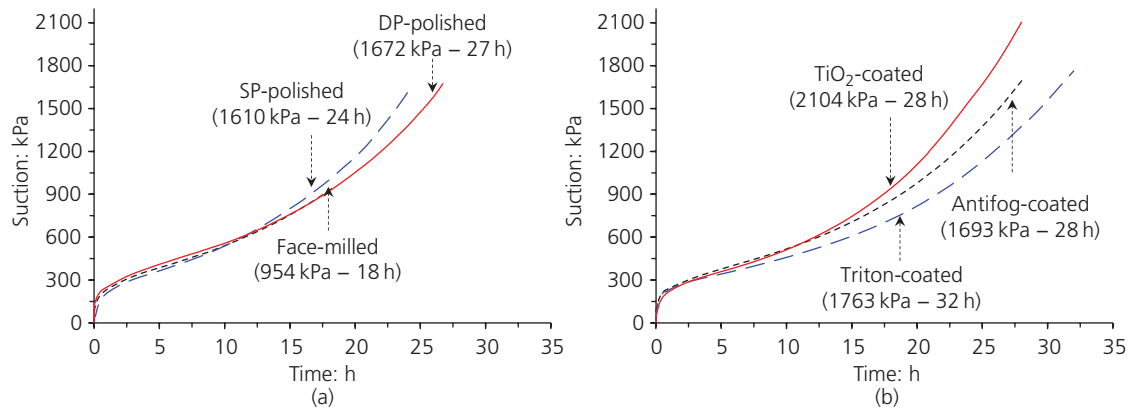 2100
1800
1500
1200
900
600
300
0
Suction: kPa
DP-polished
(1672 kPa – 27 h)
SP-polished
(1610 kPa – 24 h)
Face-milled
(954 kPa – 18 h)
0 5 10 15 20 25 30 35
Time: h
(a)
2100
1800
1500
1200
900
600
300
0
Suction: kPa
TiO₂-coated
(2104 kPa – 28 h)
Antifog-coated
(1693 kPa – 28 h)
Triton-coated
(1763 kPa – 32 h)
0 5 10 15 20 25 30 35
Time: h
(b)